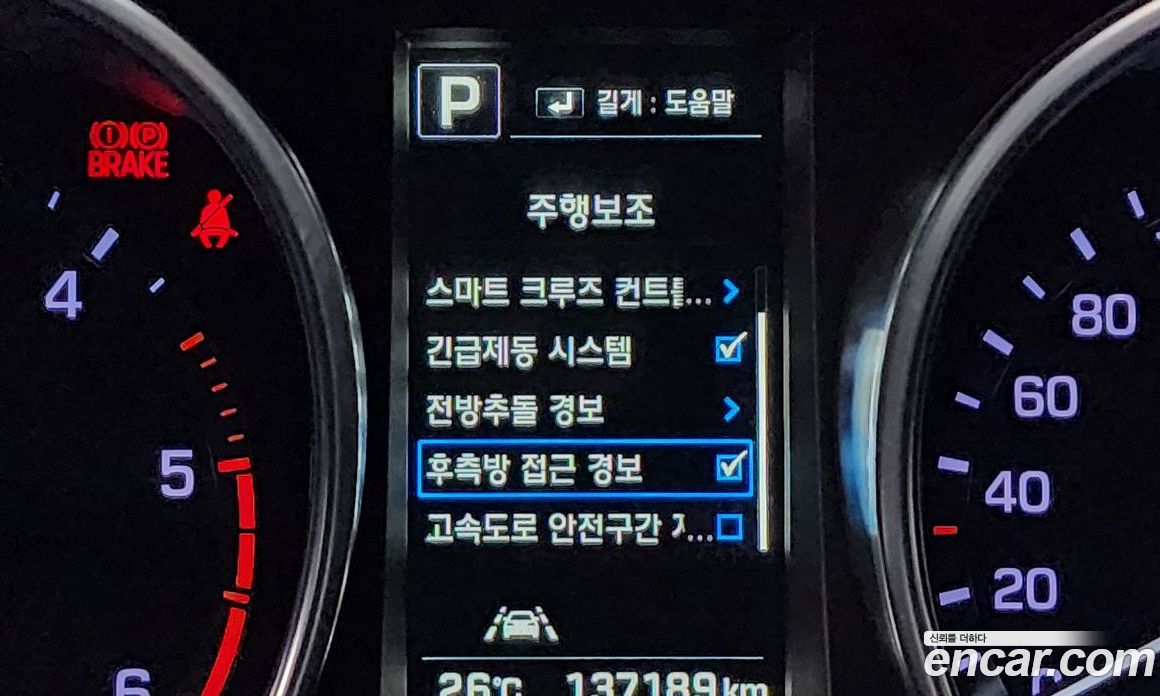 P
길게 : 도움말
BRAKE
주행보조
스마트 크루즈 컨트롤...
긴급제동 시스템
전방추돌 경보
후측방 접근 경보
고속도로 안전구간 ...
4
5
6
80
60
40
20
26℃ 137189 km
신뢰를 더하다
encar.com